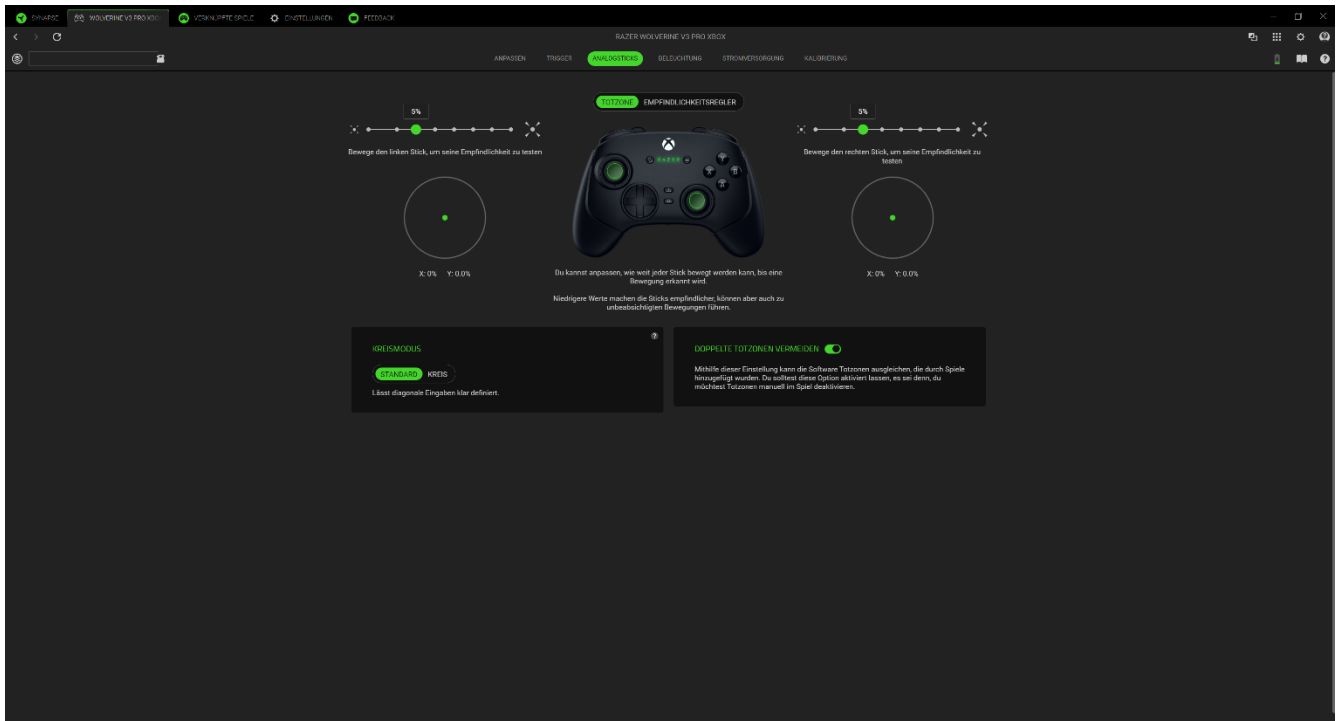 SYNAPSE
WOLVERINE V3 PRO XBO
VERKNÜPFTE SPIELE
EINSTELLUNGEN
FEEDBACK
RAZER WOLVERINE V3 PRO XBOX
ANPASSEN
TRIGGER
ANALOGSTICKS
BELEUCHTUNG
STROMVERSORGUNG
KALIBRIERUNG
TOTZONE
EMPFINDLICHKEITSREGLER
5%
Bewege den linken Stick, um seine Empfindlichkeit zu testen
X: 0% Y: 0.0%
5%
Bewege den rechten Stick, um seine Empfindlichkeit zu
testen
X: 0% Y: 0.0%
Du kannst anpassen, wie weit jeder Stick bewegt werden kann, bis eine
Bewegung erkannt wird.
Niedrigere Werte machen die Sticks empfindlicher, können aber auch zu
unbeabsichtigten Bewegungen führen.
KREISMODUS
STANDARD
KREIS
Lässt diagonale Eingaben klar definiert.
DOPPELTE TOTZONEN VERMEIDEN
Mithilfe dieser Einstellung kann die Software Totzonen ausgleichen, die durch Spiele
hinzugefügt wurden. Du solltest diese Option aktiviert lassen, es sei denn, du
möchtest Totzonen manuell im Spiel deaktivieren.